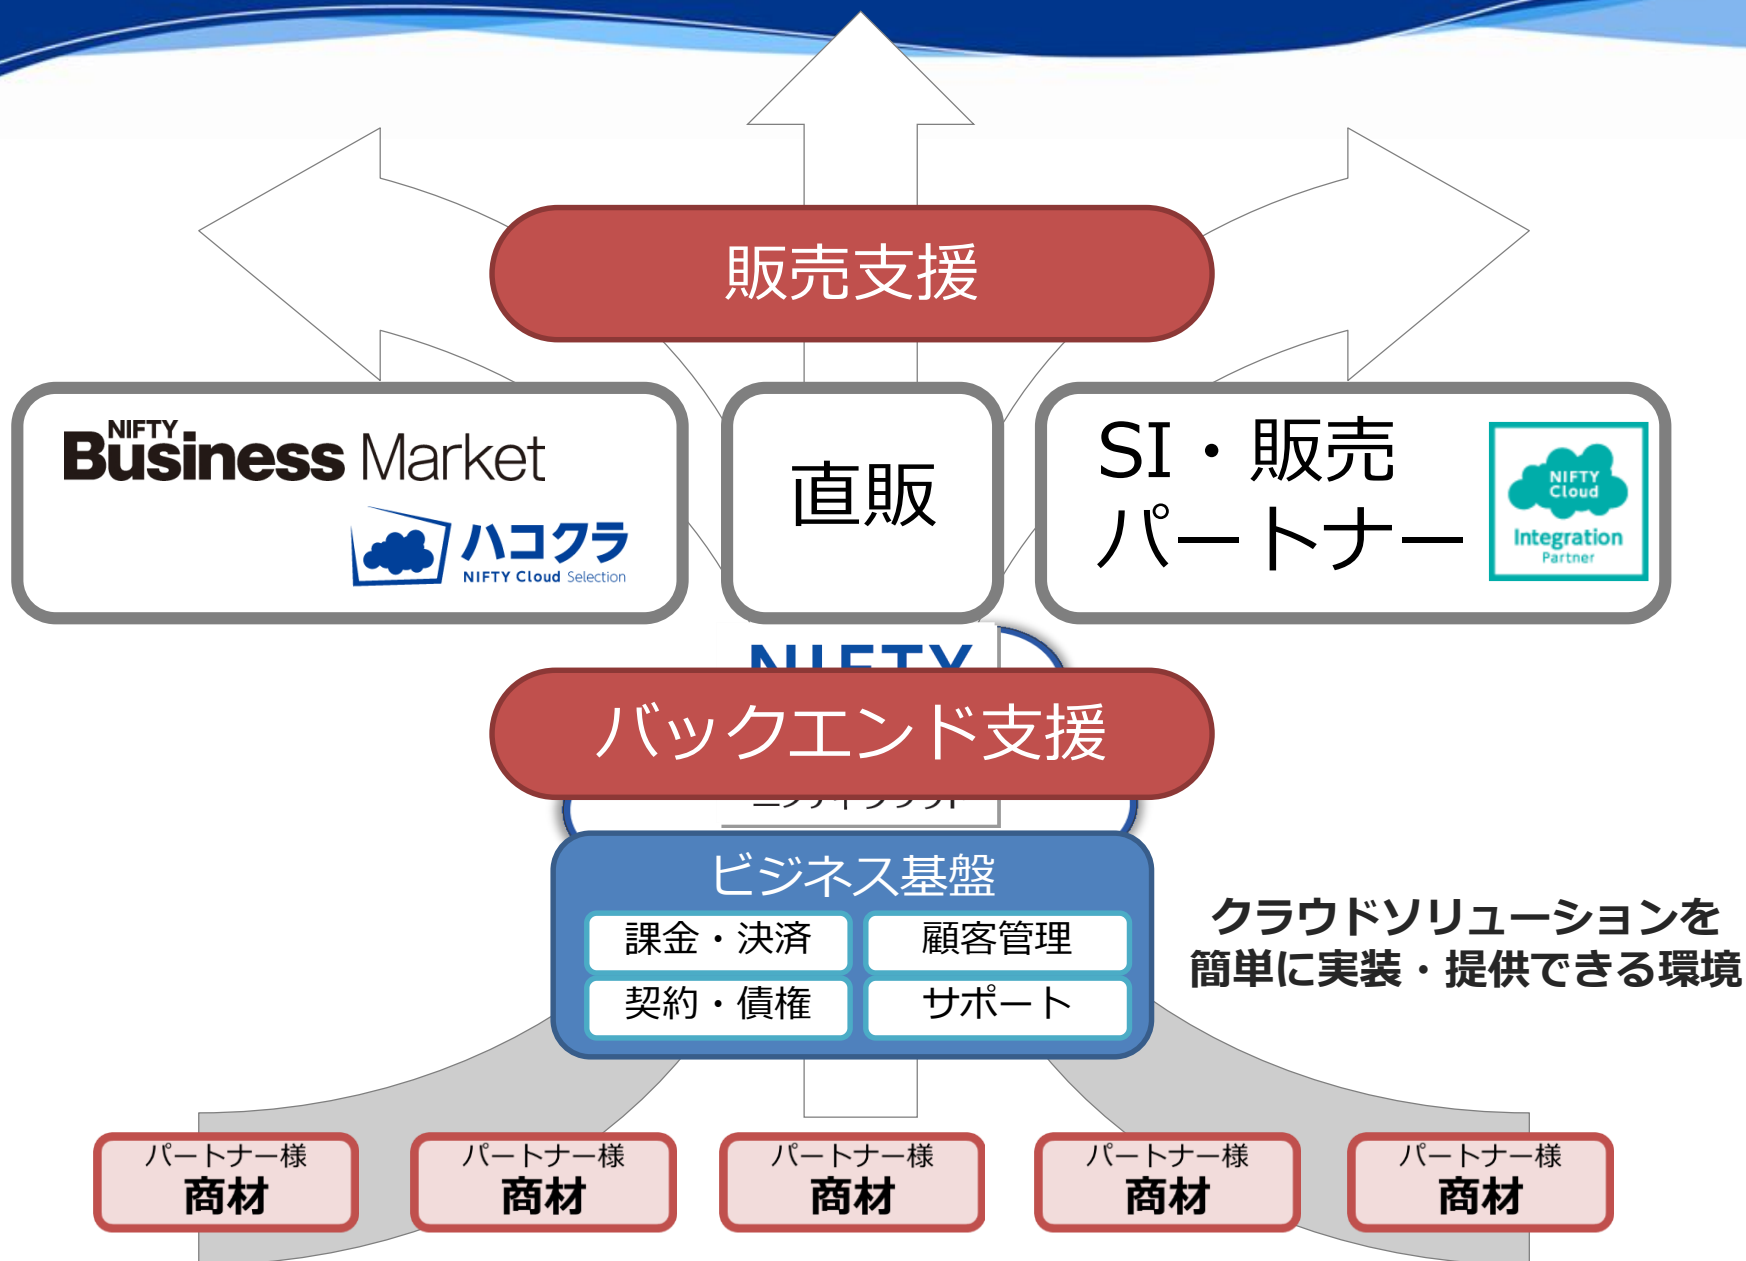 販売支援
NIFTY
Business Market
ハコクラ
NIFTY Cloud Selection
直販
SI・販売
パートナー
NIFTY
Cloud
Integration
Partner
NIFTY
バックエンド支援
ビジネス基盤
課金・決済
顧客管理
契約・債権
サポート
クラウドソリューションを
簡単に実装・提供できる環境
パートナー様
商材
パートナー様
商材
パートナー様
商材
パートナー様
商材
パートナー様
商材